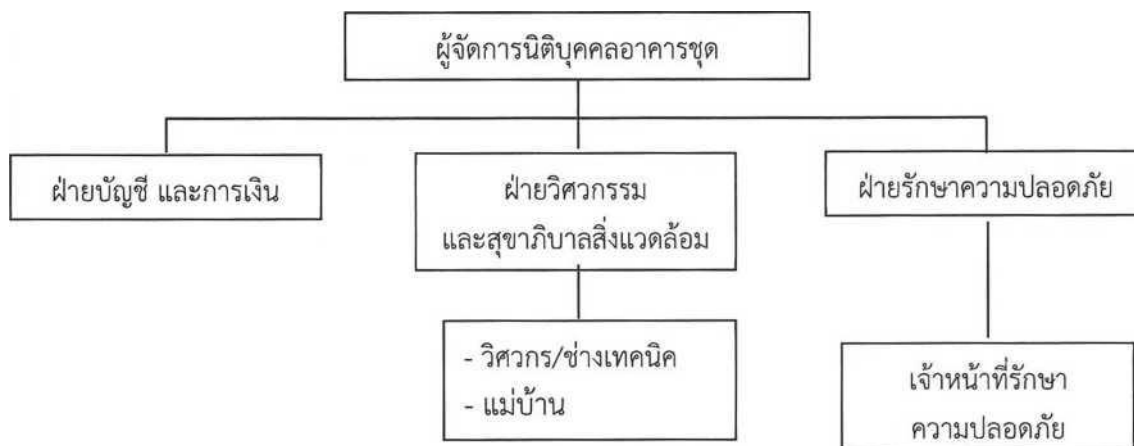 ผู้จัดการนิติบุคคลอาคารชุด
ฝ่ายบัญชี และการเงิน
ฝ่ายวิศวกรรม
และสุขาภิบาลสิ่งแวดล้อม
ฝ่ายรักษาความปลอดภัย
- วิศวกร/ช่างเทคนิค
- แม่บ้าน
เจ้าหน้าที่รักษา
ความปลอดภัย